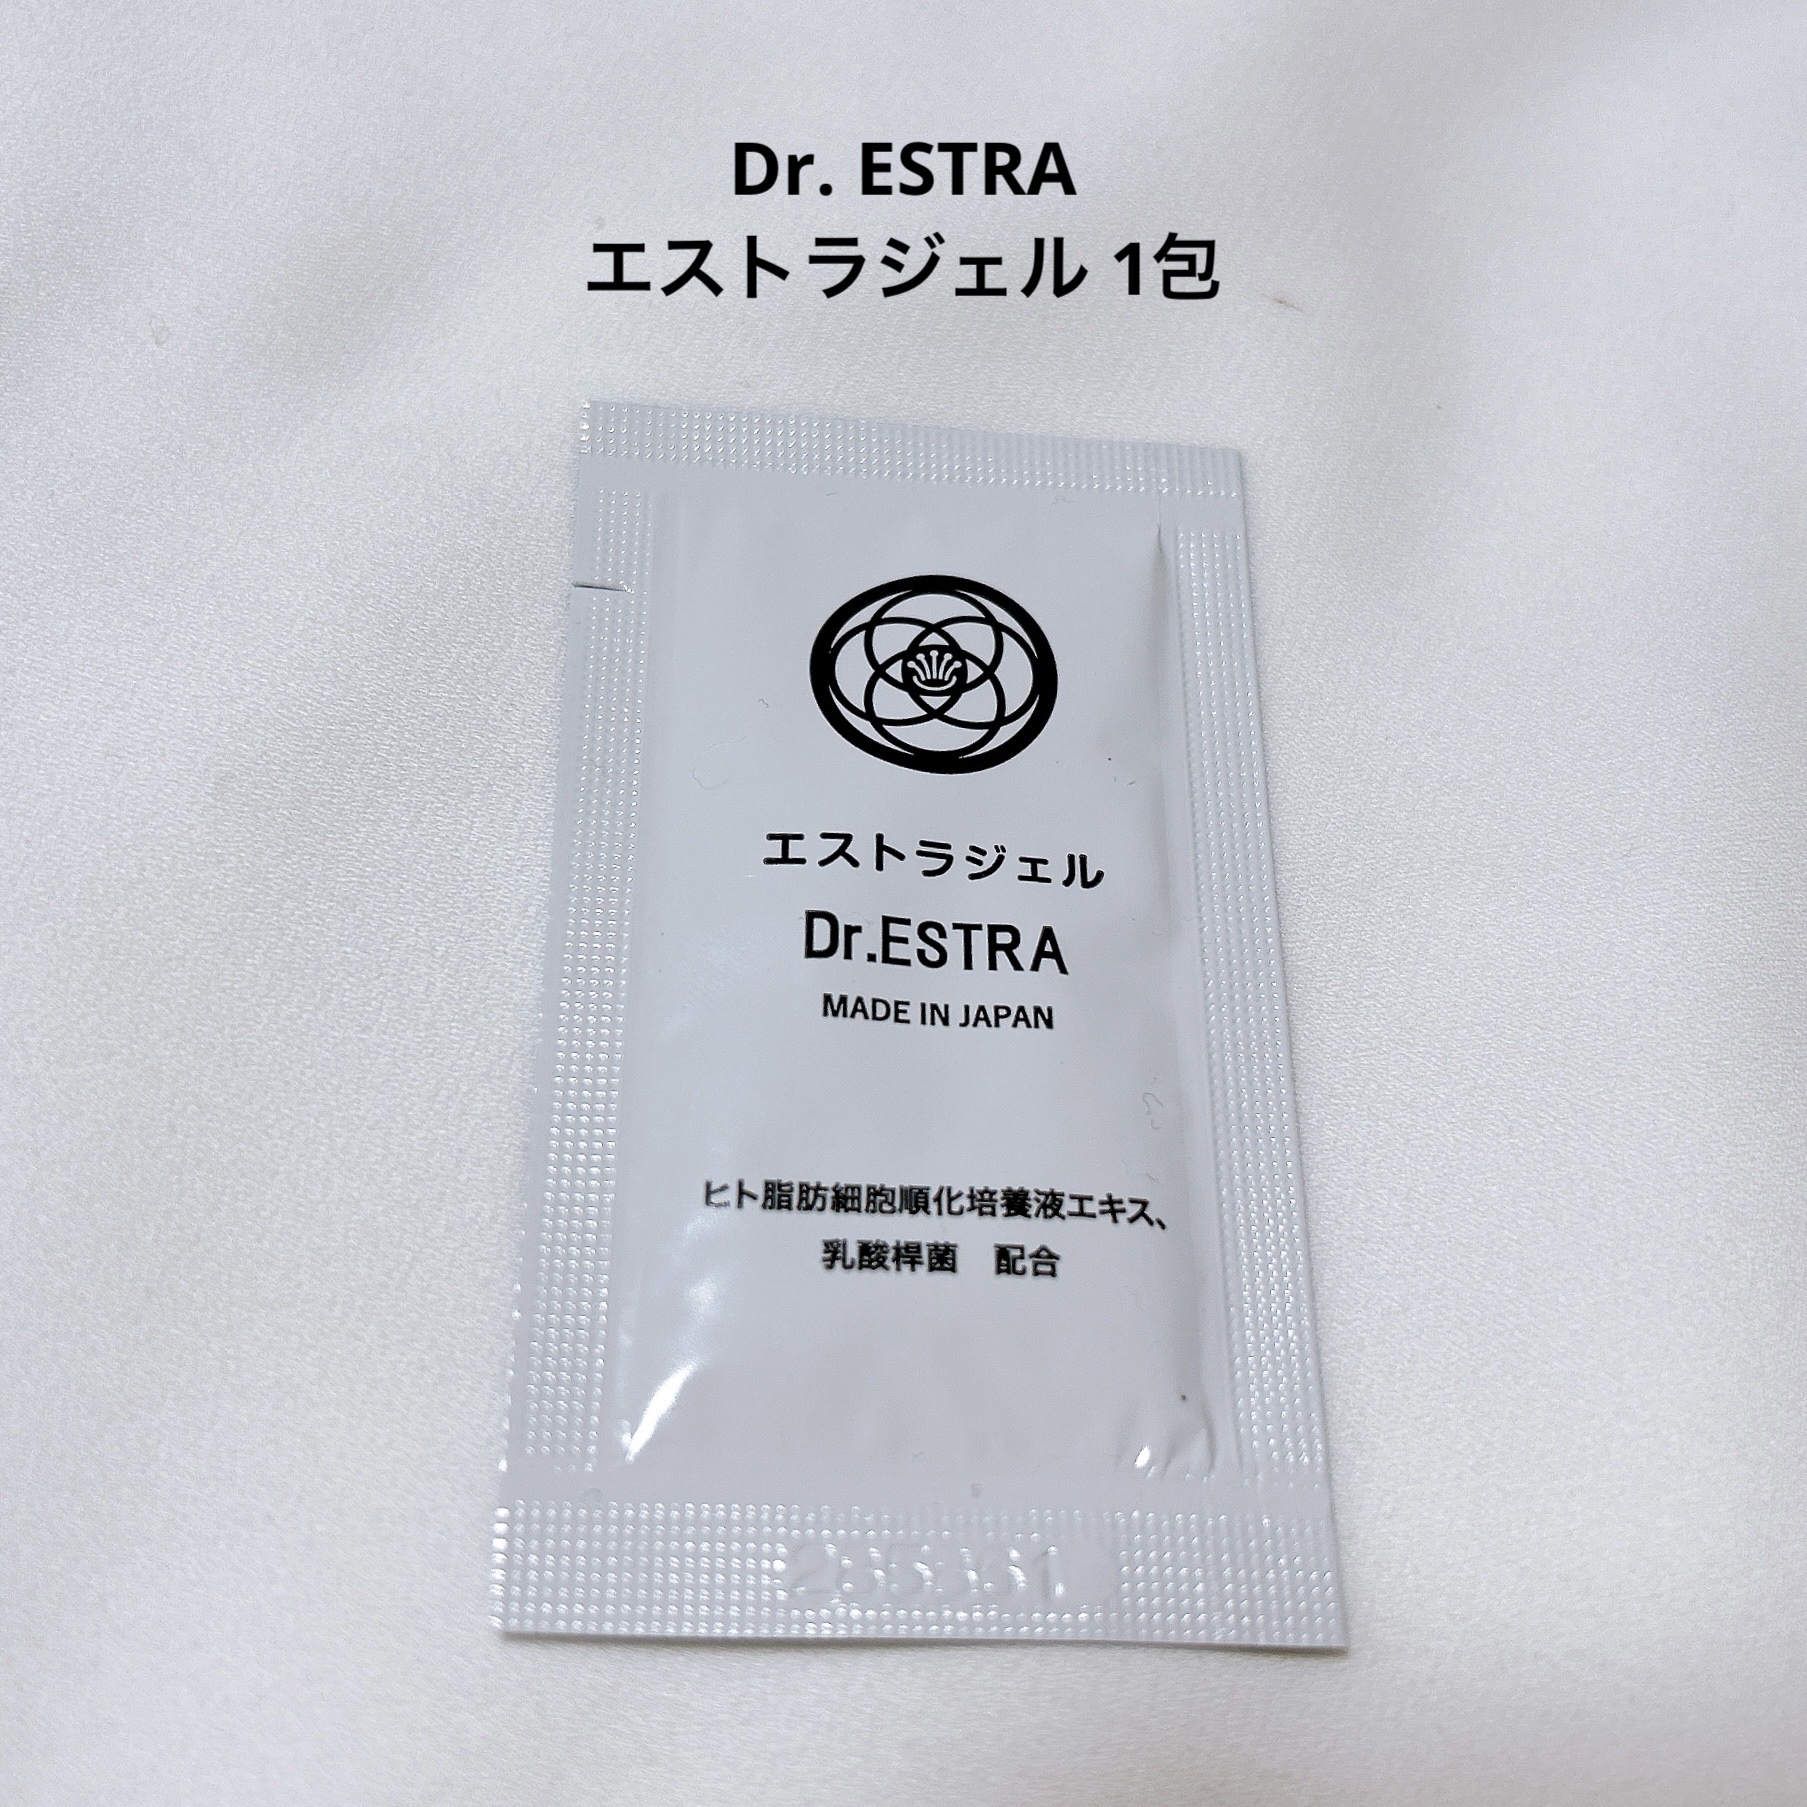 Dr. ESTRA
エストラジェル 1包
エストラジェル
Dr.ESTRA
MADE IN JAPAN
ヒト脂肪細胞順化培養液エキス、
乳酸桿菌　配合